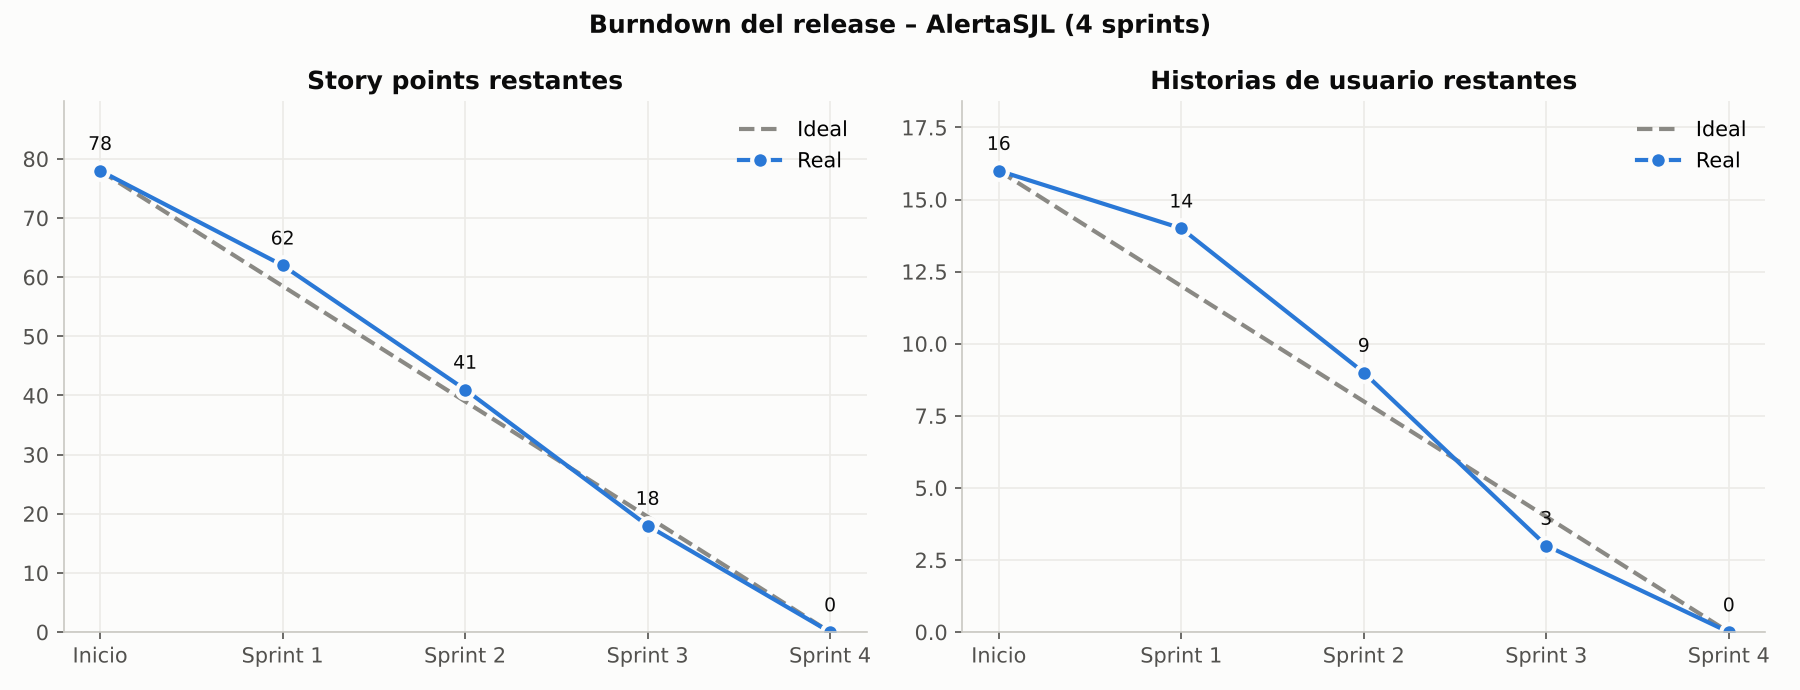 Burndown del release – AlertaSJL (4 sprints)
Story points restantes
Ideal
Real
78
62
41
18
0
80
70
60
50
40
30
20
10
0
Inicio
Sprint 1
Sprint 2
Sprint 3
Sprint 4
Historias de usuario restantes
Ideal
Real
16
14
9
3
0
17.5
15.0
12.5
10.0
7.5
5.0
2.5
0.0
Inicio
Sprint 1
Sprint 2
Sprint 3
Sprint 4